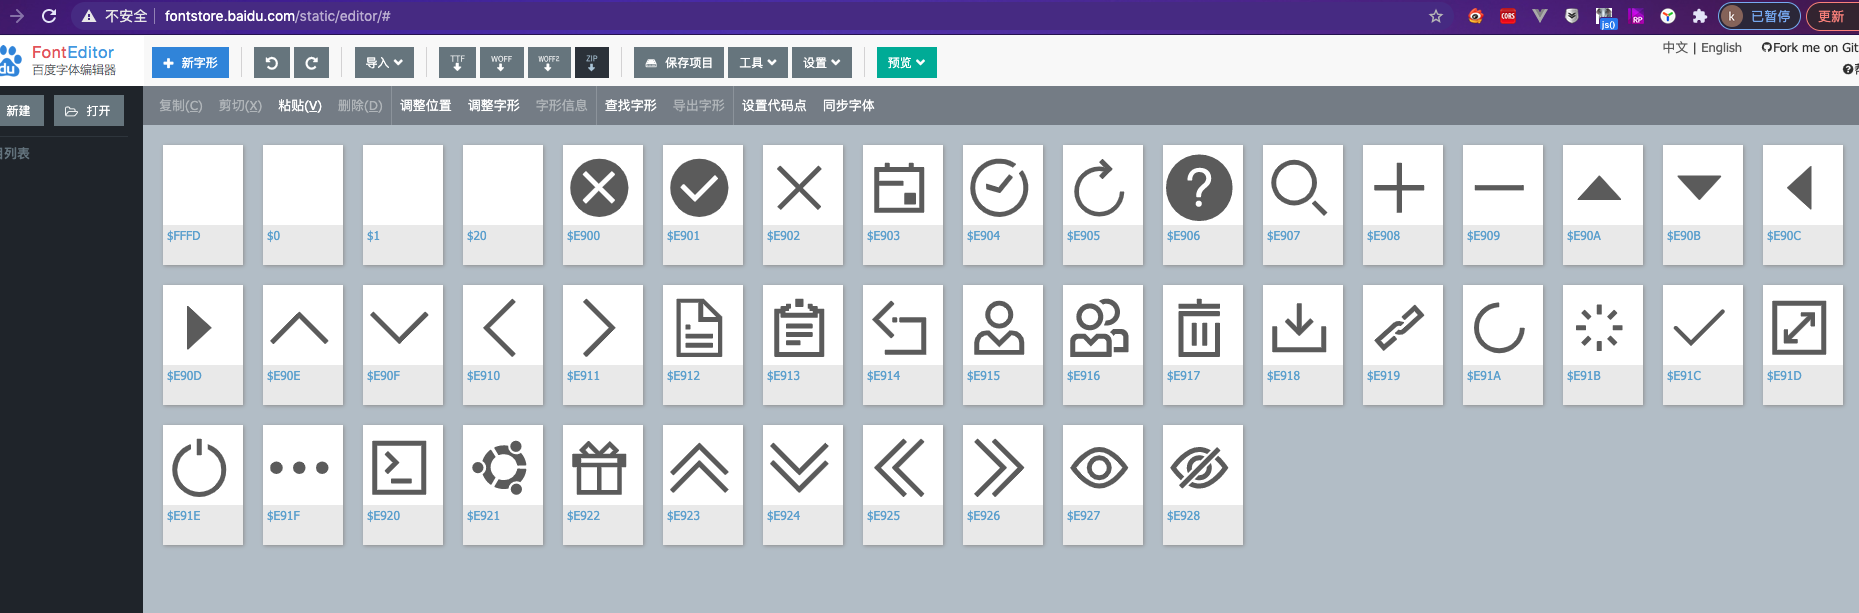 不安全 fontstore.baidu.com/static/editor/#
CORS
js()
RP
k 已暂停
更新
du
FontEditor
百度字体编辑器
新字形
导入
TTF
WOFF
WOFF2
ZIP
保存项目
工具
设置
预览
中文 | English
Fork me on Git
新建
打开
列表
复制(C) 剪切(X) 粘贴(V) 删除(D) 调整位置 调整字形 字形信息 查找字形 导出字形 设置代码点 同步字体
$FFFD $0 $1 $20 $E900 $E901 $E902 $E903 $E904 $E905 $E906 $E907 $E908 $E909 $E90A $E90B $E90C
$E90D $E90E $E90F $E910 $E911 $E912 $E913 $E914 $E915 $E916 $E917 $E918 $E919 $E91A $E91B $E91C $E91D
$E91E $E91F $E920 $E921 $E922 $E923 $E924 $E925 $E926 $E927 $E928